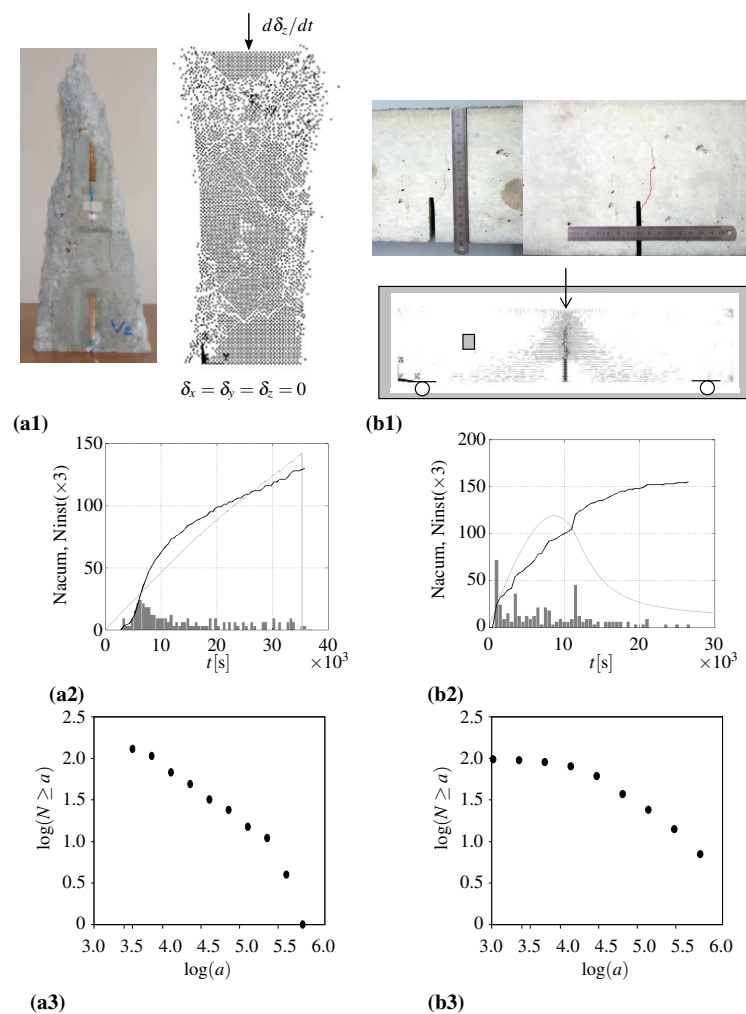 dδz/dt
V2
δx = δy = δz = 0
(a1)
(b1)
150
100
50
0
Nacum, Ninst(×3)
0
10
20
30
40
t[s]
×10³
(a2)
200
150
100
50
0
Nacum, Ninst(×3)
0
10
20
30
t[s]
×10³
(b2)
2.5
2.0
1.5
1.0
0.5
0
log(N ≥ a)
3.0 3.5 4.0 4.5 5.0 5.5 6.0
log(a)
(a3)
2.5
2.0
1.5
1.0
0.5
0
log(N ≥ a)
3.0 3.5 4.0 4.5 5.0 5.5 6.0
log(a)
(b3)